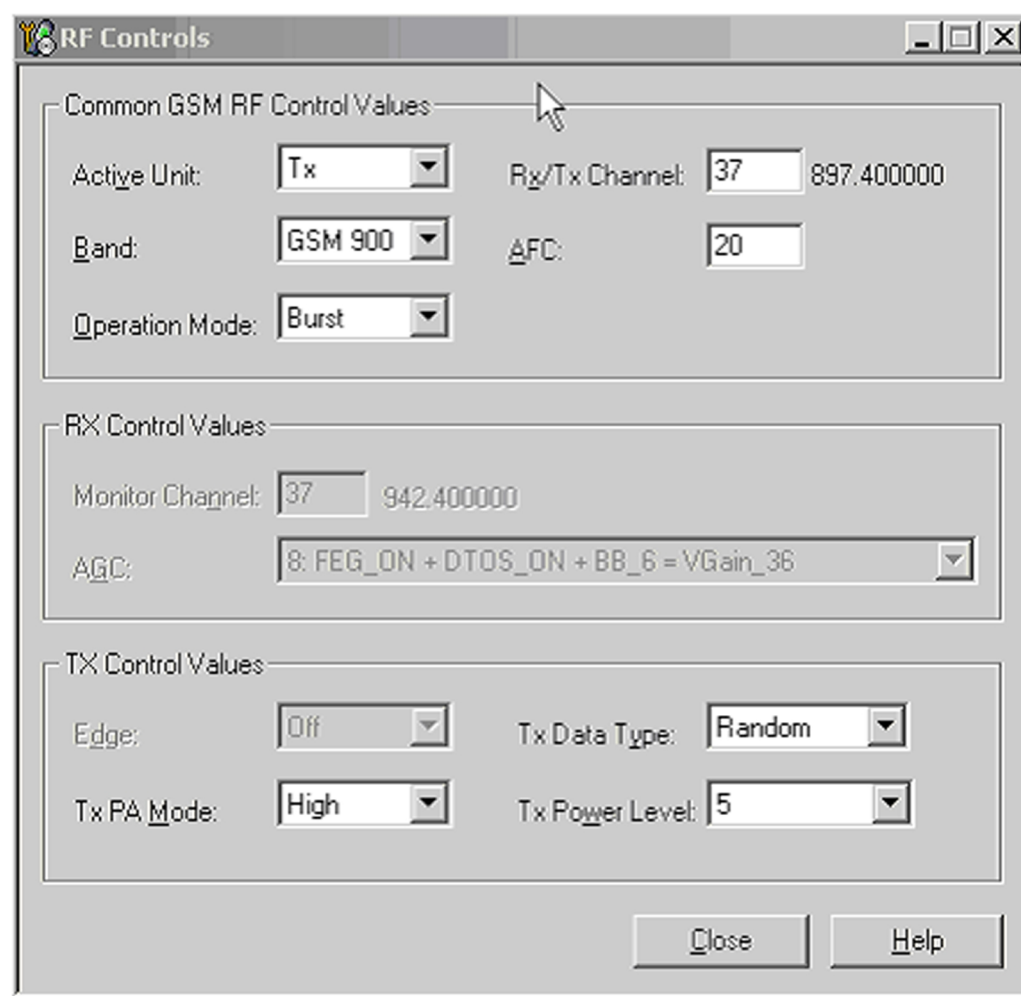 RF Controls
Common GSM RF Control Values
Active Unit: Tx Rx/Tx Channel: 37 897.400000
Band: GSM 900 AFC: 20
Operation Mode: Burst
RX Control Values
Monitor Channel: 37 942.400000
AGC: 8: FEG_ON + DTOS_ON + BB_6 = VGain_36
TX Control Values
Edge: Off Tx Data Type: Random
Tx PA Mode: High Tx Power Level: 5
Close Help